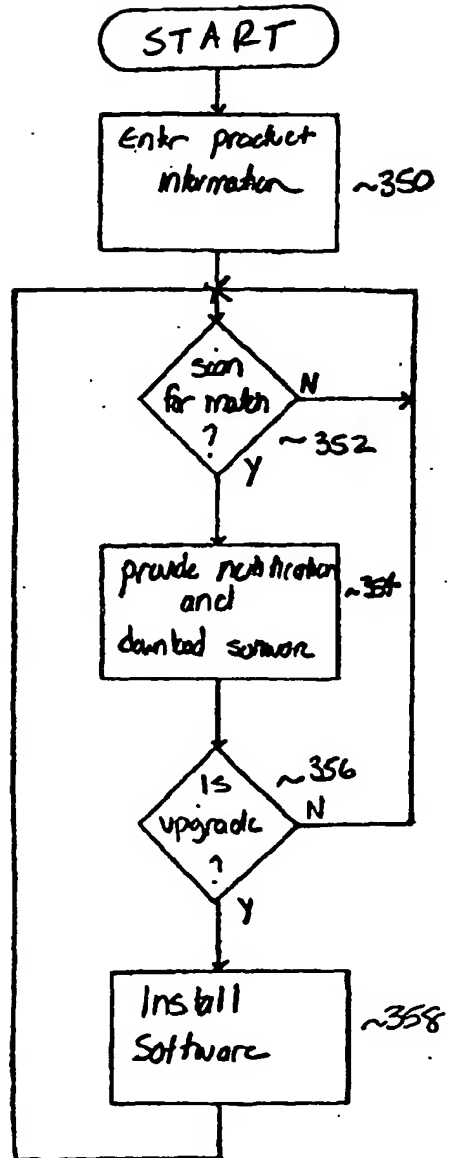 START
Enter product
information
~350
scan
for match
?
N
~352
Y
provide notification
and
download software
~354
~356
Is
upgrade
?
N
Y
Install
Software
~358